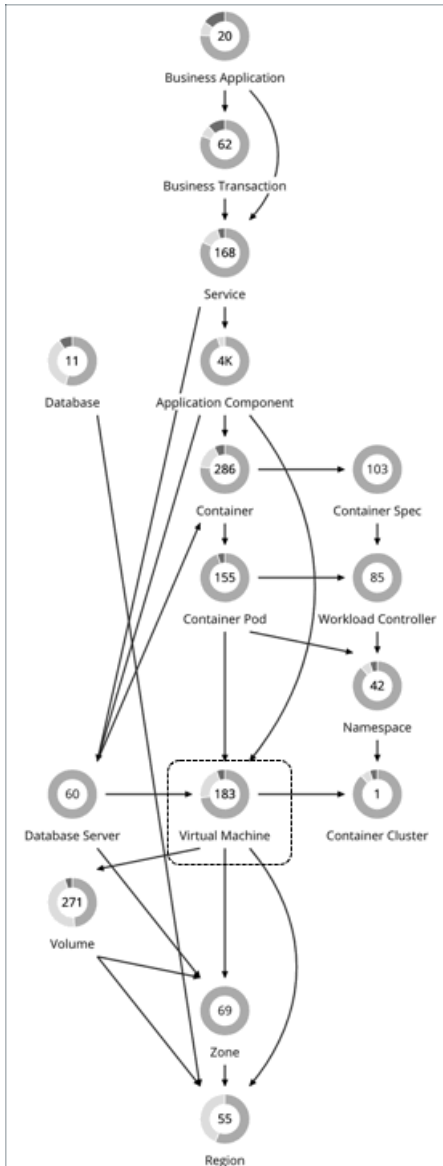 20
Business Application
62
Business Transaction
168
Service
11
Database
4K
Application Component
286
Container
103
Container Spec
155
Container Pod
85
Workload Controller
42
Namespace
60
Database Server
183
Virtual Machine
1
Container Cluster
271
Volume
69
Zone
55
Region